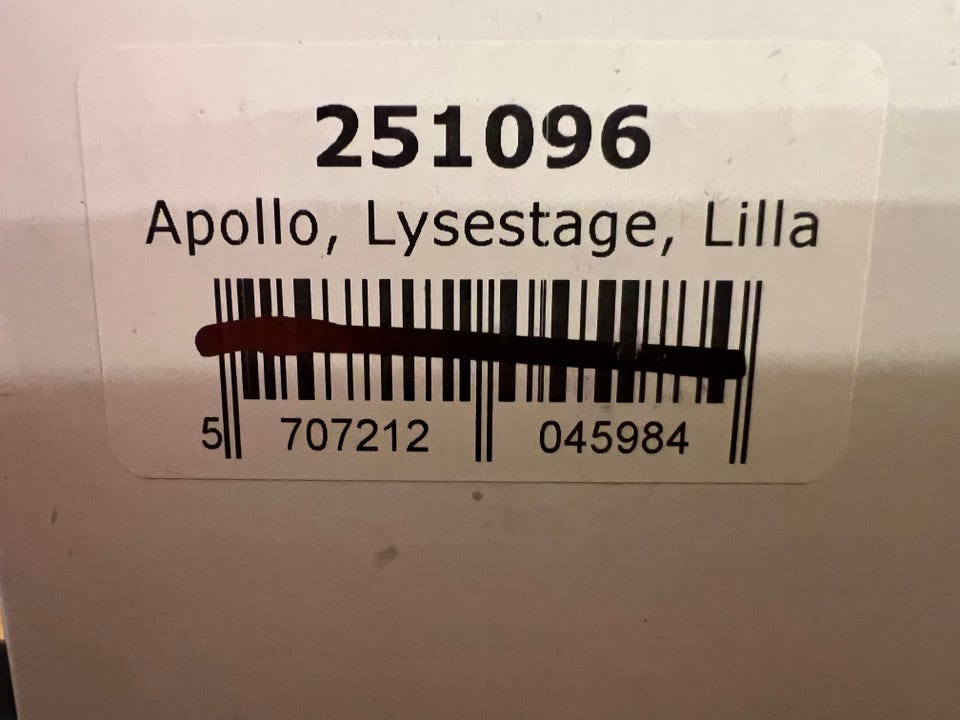 251096
Apollo, Lysestage, Lilla
5 707212 045984